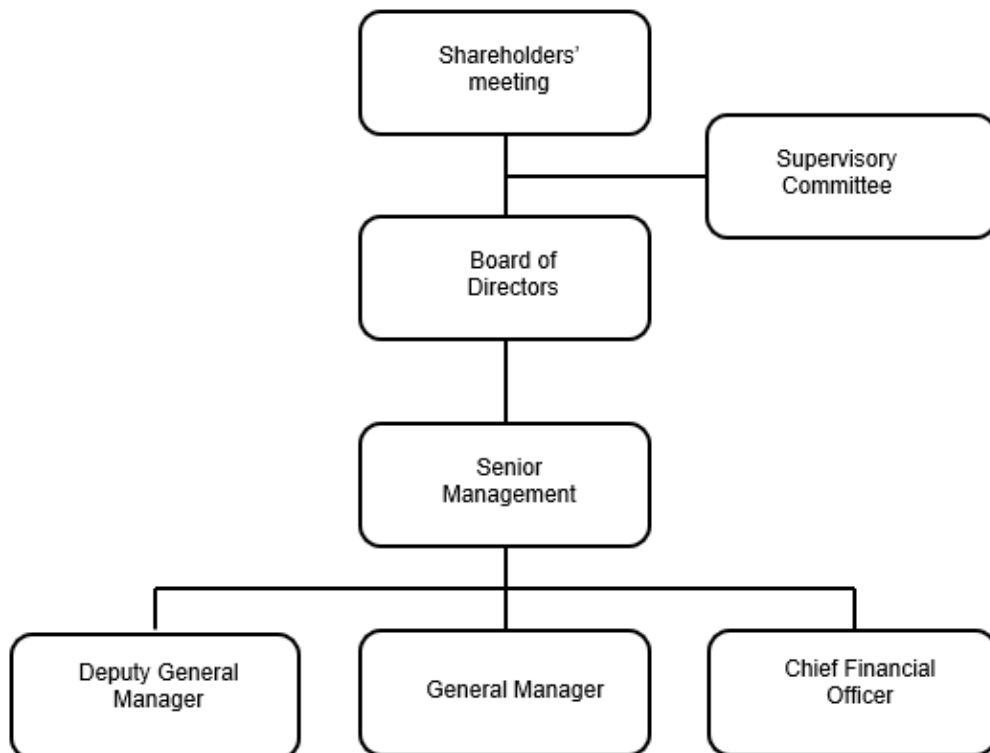 Shareholders’
meeting
Supervisory
Committee
Board of
Directors
Senior
Management
Deputy General
Manager
General Manager
Chief Financial
Officer